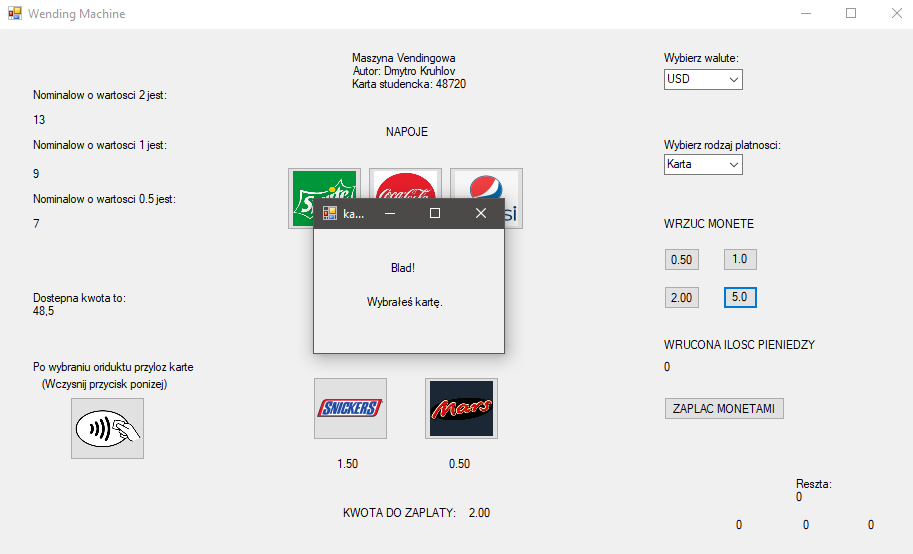 Wending Machine
Maszyna Vendingowa
Autor: Dmytro Kruhlov
Karta studencka: 48720
Wybierz walute:
USD
Nominalow o wartosci 2 jest:
13
Nominalow o wartosci 1 jest:
9
Nominalow o wartosci 0.5 jest:
7
NAPOJE
Wybierz rodzaj platnosci:
Karta
Sprite
Coca-Cola
si
ka...
Blad!
Wybrałeś kartę.
WRZUC MONETE
0.50
1.0
2.00
5.0
Dostepna kwota to:
48,5
WRUCONA ILOSC PIENIEDZY
0
Po wybraniu oriduktu przyloz karte
(Wczysnij przycisk ponizej)
SNICKERS
Mars
ZAPLAC MONETAMI
1.50
0.50
Reszta:
0
KWOTA DO ZAPLATY:
2.00
0
0
0